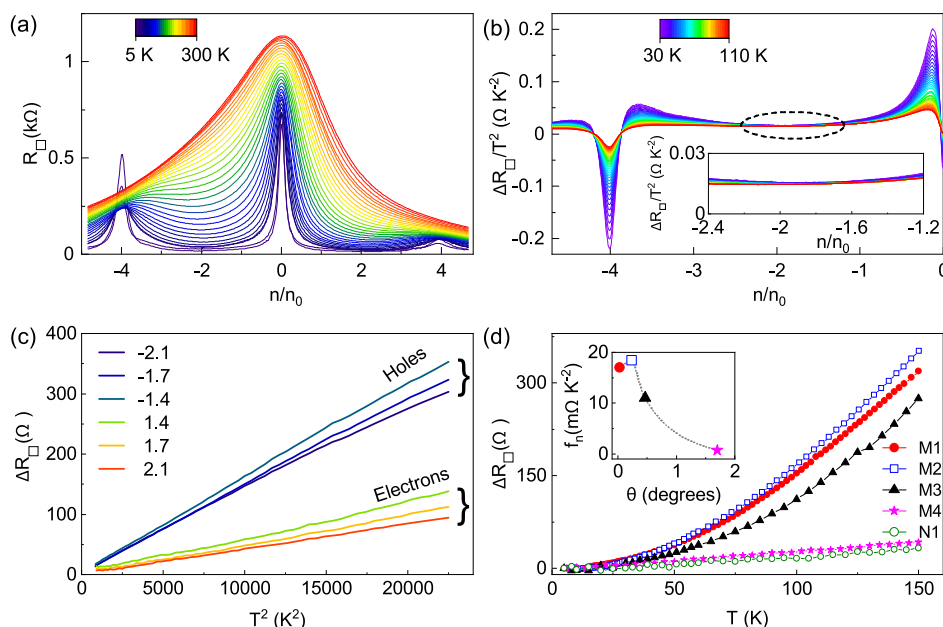 (a)
5 K 300 K
R□ (kΩ)
1
0.5
0
-4 -2 0 2 4
n/n0
(b)
30 K 110 K
ΔR□/T² (Ω K-²)
0.2
0.1
0
-0.1
-0.2
-4 -3 -2 -1 0
n/n0
ΔR□/T² (Ω K-²)
0.03
0
-2.4 -1.6 -1.2
n/n0
(c)
ΔR□(Ω)
400
300
200
100
0
-2.1
-1.7
-1.4
1.4
1.7
2.1
Holes
Electrons
0 5000 10000 15000 20000
T² (K²)
(d)
ΔR□(Ω)
350
175
0
fn(mΩ K-²)
20
10
0
0 1 2
θ (degrees)
M1
M2
M3
M4
N1
0 50 100 150
T (K)